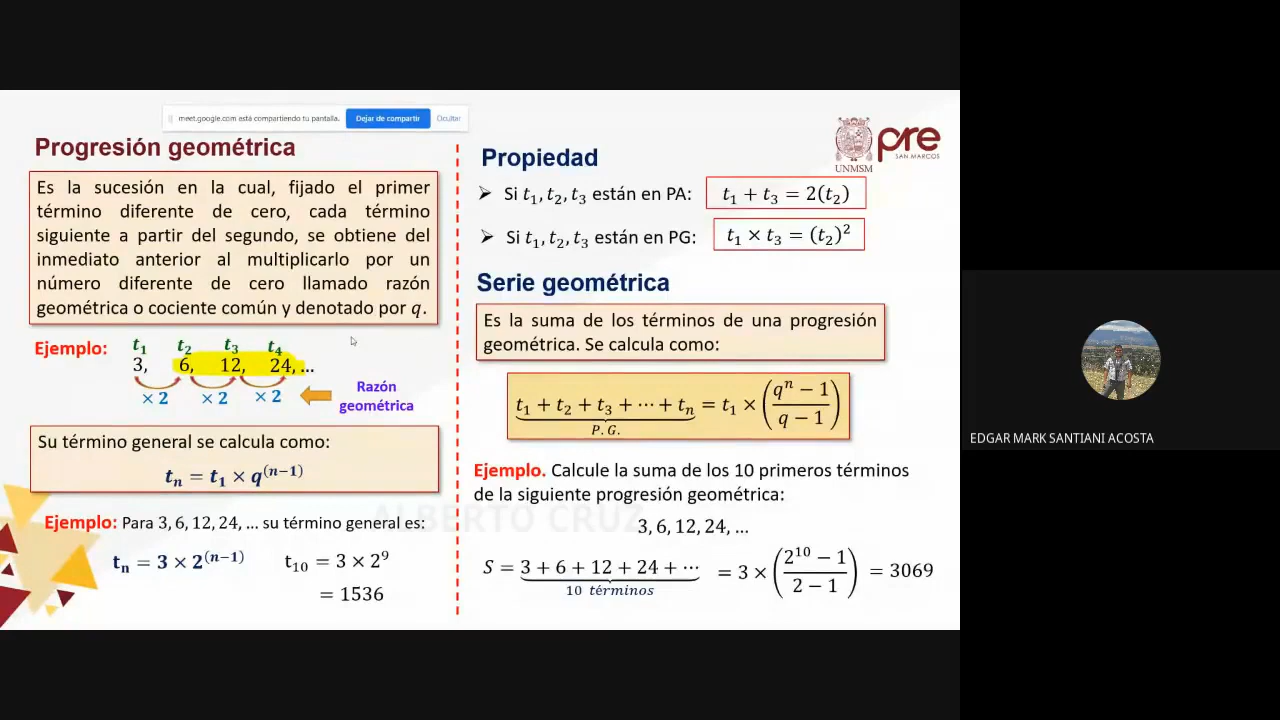 meet.google.com está compartiendo tu pantalla.
Dejar de compartir
Ocultar
Progresión geométrica
Es la sucesión en la cual, fijado el primer
término diferente de cero, cada término
siguiente a partir del segundo, se obtiene del
inmediato anterior al multiplicarlo por un
número diferente de cero llamado razón
geométrica o cociente común y denotado por q.
Ejemplo:
t₁ t₂ t₃ t₄
3, 6, 12, 24, ...
× 2 × 2 × 2
Razón
geométrica
Su término general se calcula como:
tₙ = t₁ × q⁽ⁿ⁻¹⁾
Ejemplo: Para 3, 6, 12, 24, ... su término general es:
tₙ = 3 × 2⁽ⁿ⁻¹⁾
t₁₀ = 3 × 2⁹
= 1536
UNMSM
pre
SAN MARCOS
Propiedad
➢ Si t₁, t₂, t₃ están en PA: t₁ + t₃ = 2(t₂)
➢ Si t₁, t₂, t₃ están en PG: t₁ × t₃ = (t₂)²
Serie geométrica
Es la suma de los términos de una progresión
geométrica. Se calcula como:
t₁ + t₂ + t₃ + ⋯ + tₙ = t₁ × (qⁿ − 1 / q − 1)
P.G.
Ejemplo. Calcule la suma de los 10 primeros términos
de la siguiente progresión geométrica:
3, 6, 12, 24, ...
S = 3 + 6 + 12 + 24 + ⋯ = 3 × (2¹⁰ − 1 / 2 − 1) = 3069
10 términos
ALBERTO CRUZ
EDGAR MARK SANTIANI ACOSTA